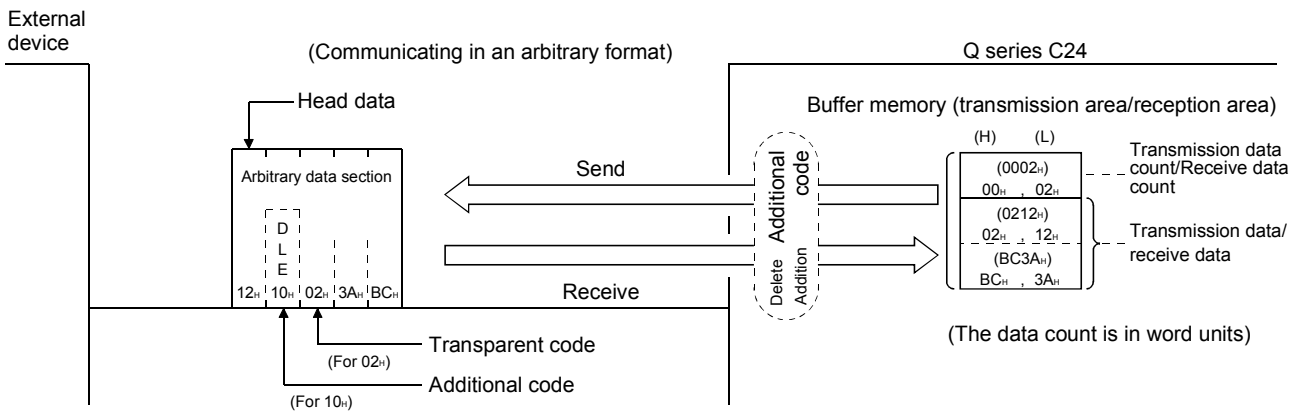 External
device
(Communicating in an arbitrary format)
Q series C24
Head data
Buffer memory (transmission area/reception area)
(H) (L)
Arbitrary data section
D
L
E
12H 10H 02H 3AH BCH
Send
Receive
Additional code
Delete
Addition
(0002H)
00H , 02H
(0212H)
02H , 12H
(BC3AH)
BCH , 3AH
Transmission data
count/Receive data
count
Transmission data/
receive data
(The data count is in word units)
Transparent code
(For 02H)
Additional code
(For 10H)